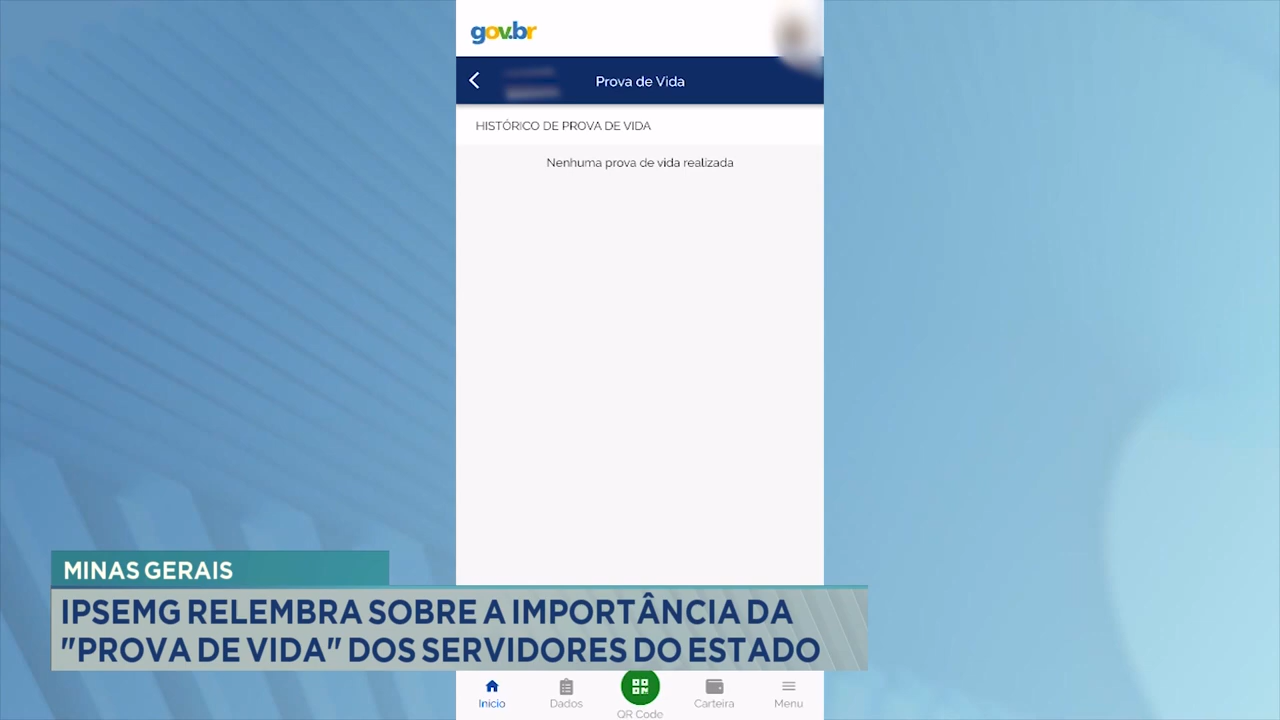 gov.br
Prova de Vida
HISTÓRICO DE PROVA DE VIDA
Nenhuma prova de vida realizada
MINAS GERAIS
IPSEMG RELEMBRA SOBRE A IMPORTÂNCIA DA
"PROVA DE VIDA" DOS SERVIDORES DO ESTADO
Início
Dados
QR Code
Carteira
Menu